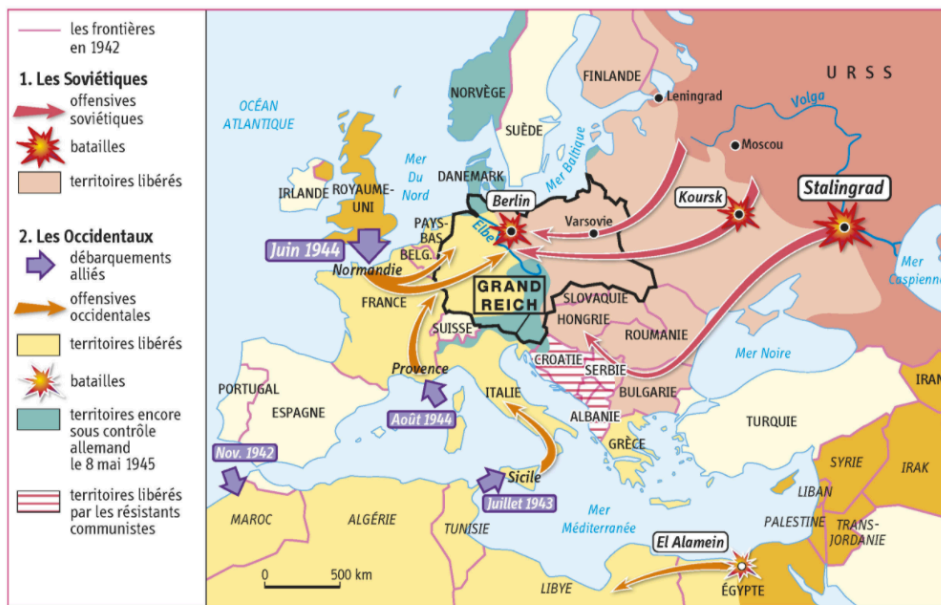 les frontières
en 1942
1. Les Soviétiques
offensives
soviétiques
batailles
territoires libérés
2. Les Occidentaux
débarquements
alliés
offensives
occidentales
territoires libérés
batailles
territoires encore
sous contrôle
allemand
le 8 mai 1945
territoires libérés
par les résistants
communistes
OCÉAN
ATLANTIQUE
NORVÈGE
SUÈDE
FINLANDE
Leningrad
URSS
Volga
Moscou
Mer
Du
Nord
Mer Baltique
DANEMARK
IRLANDE
ROYAUME-
UNI
PAYS-
BAS
BELG.
Berlin
Elbe
Varsovie
Koursk
Stalingrad
Mer
Caspienne
Juin 1944
Normandie
FRANCE
GRAND
REICH
SLOVAQUIE
HONGRIE
ROUMANIE
SUISSE
CROATIE
SERBIE
BULGARIE
Mer Noire
Provence
Août 1944
ITALIE
ALBANIE
GRÈCE
TURQUIE
IRAN
PORTUGAL
ESPAGNE
Nov. 1942
Sicile
Juillet 1943
SYRIE
IRAK
LIBAN
PALESTINE
TRANS-
JORDANIE
MAROC
ALGÉRIE
TUNISIE
Mer
Méditerranée
El Alamein
LIBYE
ÉGYPTE
0
500 km